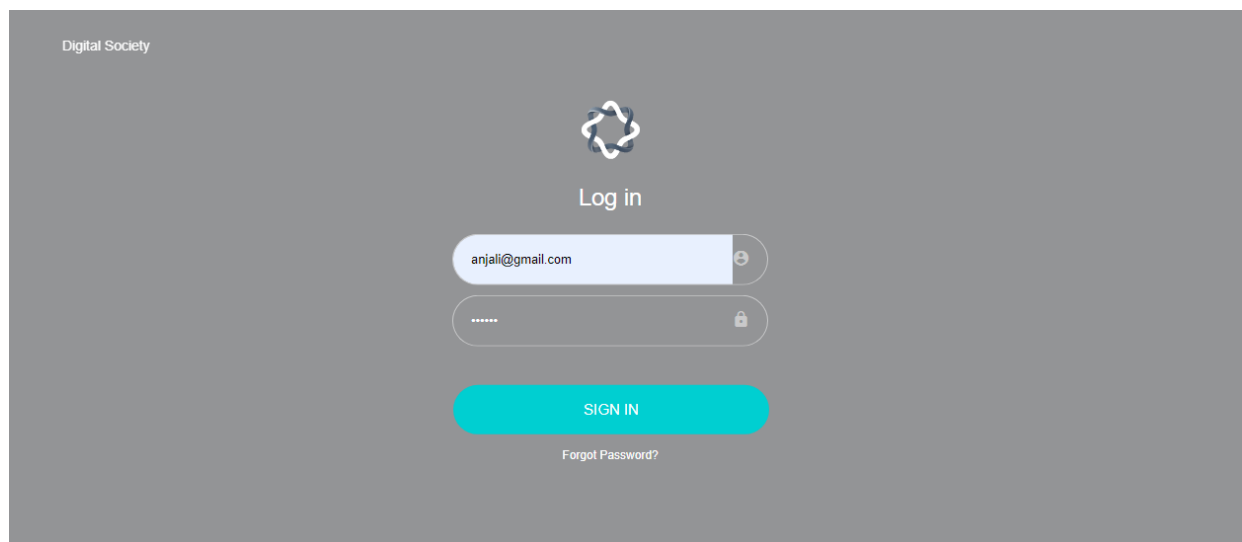 Digital Society
Log in
anjali@gmail.com
••••••
SIGN IN
Forgot Password?